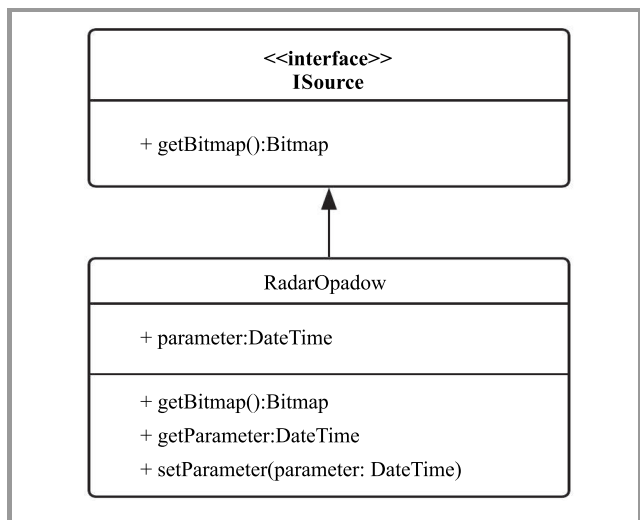 <<interface>>
ISource
+ getBitmap():Bitmap
RadarOpadow
+ parameter:DateTime
+ getBitmap():Bitmap
+ getParameter:DateTime
+ setParameter(parameter: DateTime)